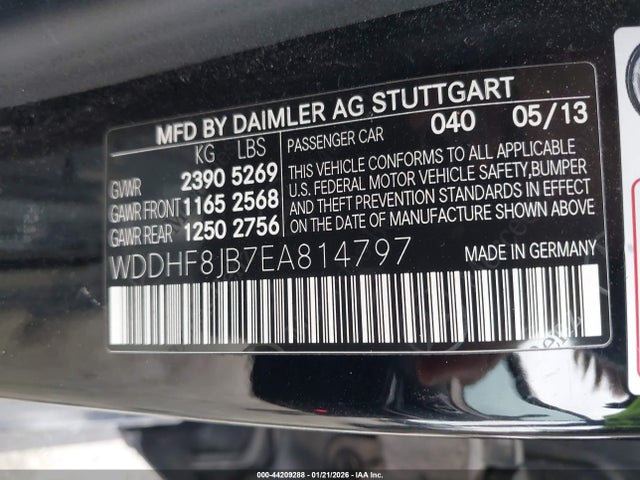 MFD BY DAIMLER AG STUTTGART
KG LBS
GVWR 2390 5269
GAWR FRONT 1165 2568
GAWR REAR 1250 2756
PASSENGER CAR 040 05/13
THIS VEHICLE CONFORMS TO ALL APPLICABLE
U.S. FEDERAL MOTOR VEHICLE SAFETY,BUMPER
AND THEFT PREVENTION STANDARDS IN EFFECT
ON THE DATE OF MANUFACTURE SHOWN ABOVE.
WDDHF8JB7EA814797
MADE IN GERMANY
000-44209288 - 01/21/2026 - IAA Inc.